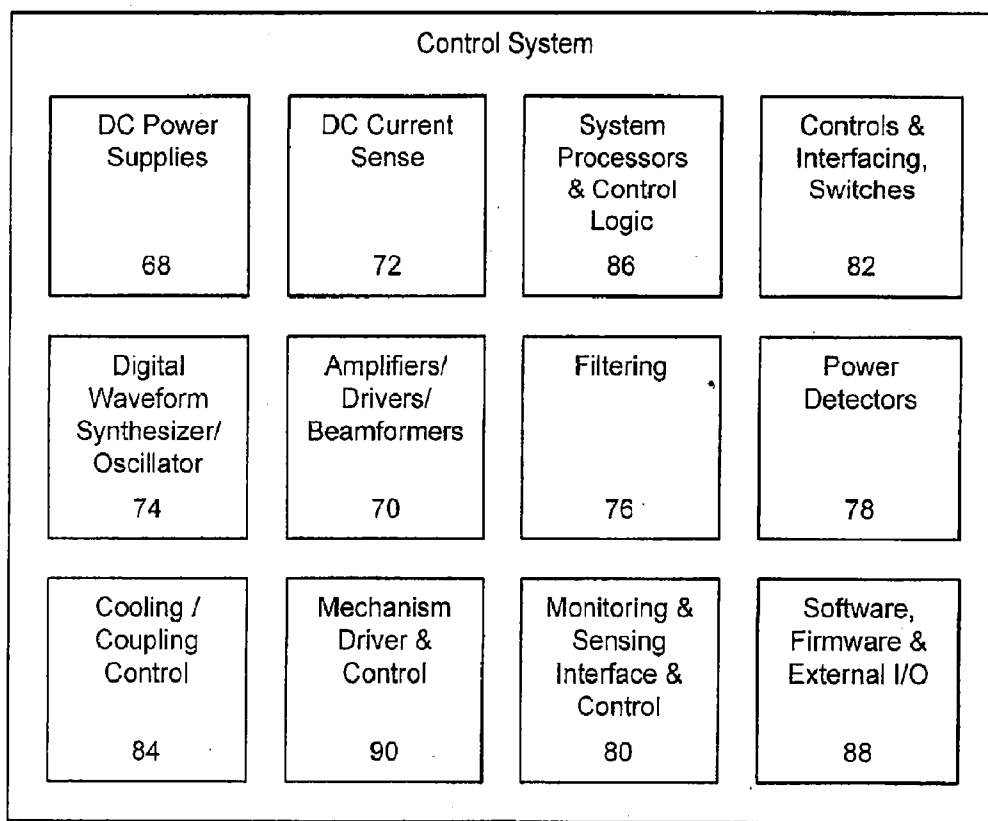 Control System
DC Power
Supplies
68
DC Current
Sense
72
System
Processors
& Control
Logic
86
Controls &
Interfacing,
Switches
82
Digital
Waveform
Synthesizer/
Oscillator
74
Amplifiers/
Drivers/
Beamformers
70
Filtering
76
Power
Detectors
78
Cooling /
Coupling
Control
84
Mechanism
Driver &
Control
90
Monitoring &
Sensing
Interface &
Control
80
Software,
Firmware &
External I/O
88